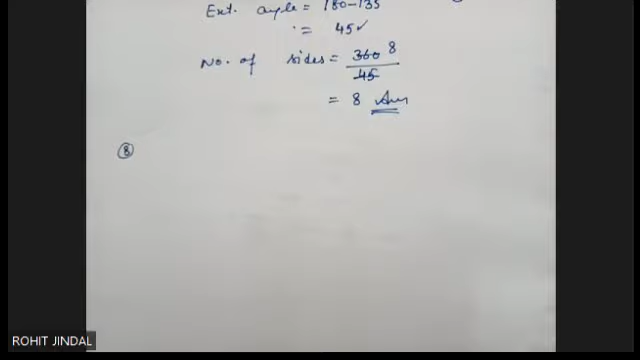 Ext. angle = 180-135
= 45✓
No. of sides = 360 8
45
= 8 Ans
⑧
ROHIT JINDAL